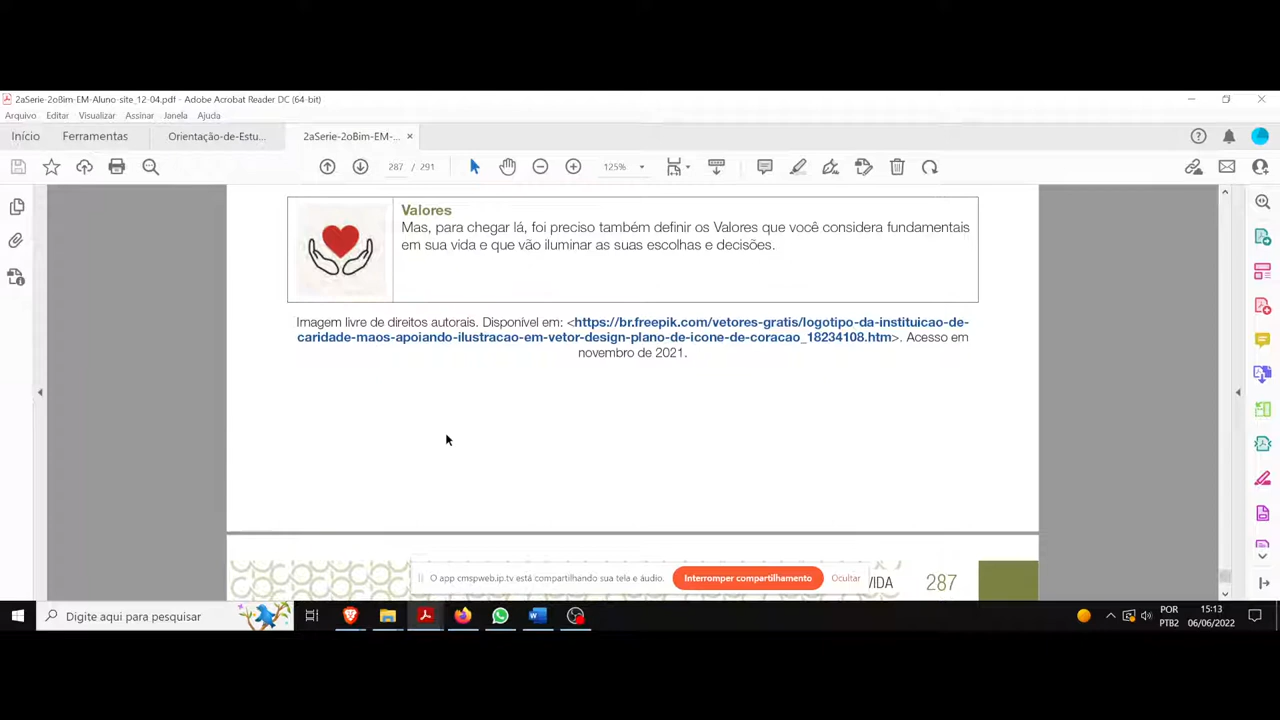 2aSerie-2oBim-EM-Aluno-site_12-04.pdf - Adobe Acrobat Reader DC (64-bit)
Arquivo Editar Visualizar Assinar Janela Ajuda
Início Ferramentas Orientação-de-Estu... 2aSerie-2oBim-EM-...
287 / 291 125%
Valores
Mas, para chegar lá, foi preciso também definir os Valores que você considera fundamentais
em sua vida e que vão iluminar as suas escolhas e decisões.
Imagem livre de direitos autorais. Disponível em: <https://br.freepik.com/vetores-gratis/logotipo-da-instituicao-de-
caridade-maos-apoiando-ilustracao-em-vetor-design-plano-de-icone-de-coracao_18234108.htm>. Acesso em
novembro de 2021.
O app cmspweb.ip.tv está compartilhando sua tela e áudio. Interromper compartilhamento Ocultar
VIDA 287
Digite aqui para pesquisar
POR 15:13
PTB2 06/06/2022